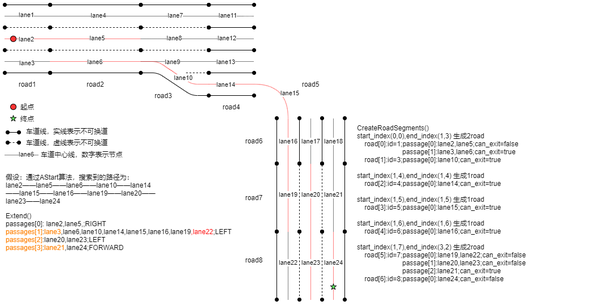 lane1
lane4
lane7
lane11
lane2
lane5
lane8
lane12
lane3
lane6
lane9
lane13
lane10
lane14
lane15
road1
road2
road3
road4
road5
起点
终点
车道线，实线表示不可换道
车道线，虚线表示不可换道
lane6
车道中心线，数字表示节点
road6
lane16
lane17
lane18
road7
lane19
lane20
lane21
road8
lane22
lane23
lane24
假设：通过AStart算法，搜索到的路径为：
lane2——lane5——lane6——lane10——lane14
——lane15——lane16——lane19——lane20——
lane23——lane24
Extend()
passages[0]: lane2,lane5,;RIGHT
passages[1]:lane3,lane6,lane10,lane14,lane15,lane16,lane19,lane22;LEFT
passages[2]:lane20,lane23;LEFT
passages[3]:lane21,lane24;FORWARD
CreateRoadSegments()
start_index(0,0),end_index(1,3) 生成2road
road[0]:id=1;passage[0]:lane2,lane5;can_exit=false
passage[1]:lane3,lane6;can_exit=true
road[1]:id=3;passage[0]:lane10;can_exit=true
start_index(1,4),end_index(1,4) 生成1road
road[2]:id=4;passage[0]:lane14;can_exit=true
start_index(1,5),end_index(1,5) 生成1road
road[3]:id=5;passage[0]:lane15;can_exit=true
start_index(1,6),end_index(1,6) 生成1road
road[4]:id=6;passage[0]:lane16;can_exit=true
start_index(1,7),end_index(3,2) 生成2road
road[5]:id=7;passage[0]:lane19,lane22;can_exit=false
passage[1]:lane20,lane23;can_exit=false
passage[2]:lane21;can_exit=true
road[6]:id=8;passage[0]:lane24;can_exit=false